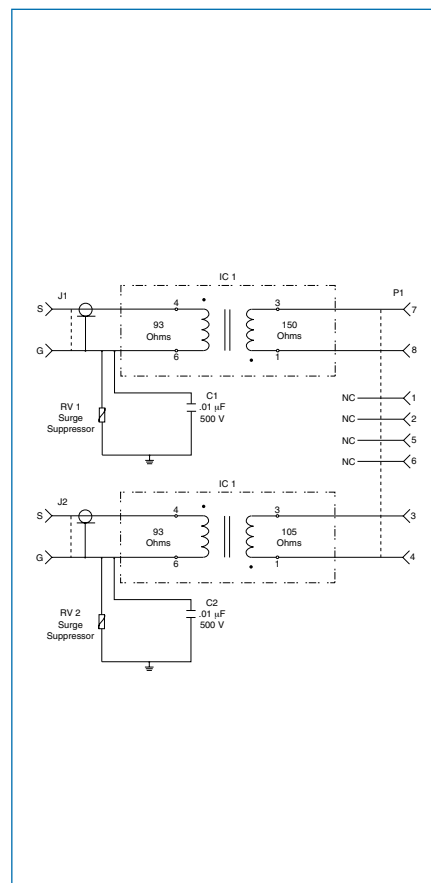 IC 1
J1
P1
S
4
3
7
93
Ohms
150
Ohms
G
6
1
8
RV 1
Surge
Suppressor
C1
.01 µF
500 V
NC
1
NC
2
NC
5
NC
6
IC 1
J2
S
4
3
3
93
Ohms
105
Ohms
G
6
1
4
RV 2
Surge
Suppressor
C2
.01 µF
500 V